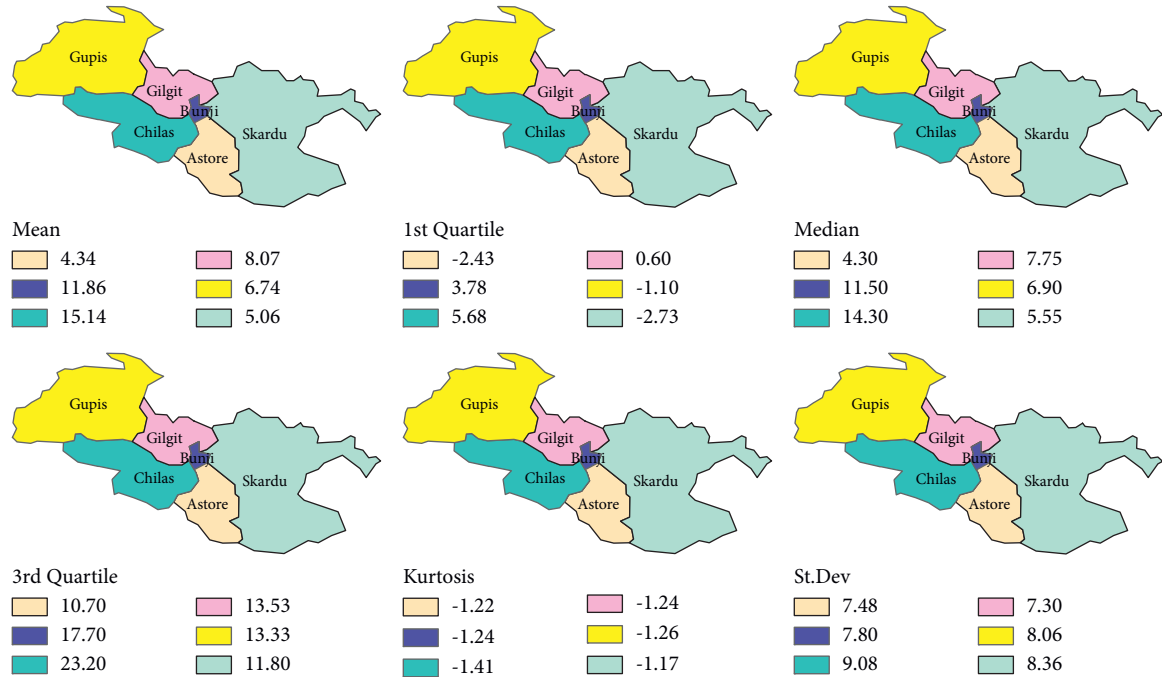 Gupis
Gilgit
Bunji
Chilas
Skardu
Astore
Mean
4.34
8.07
11.86
6.74
15.14
5.06
Gupis
Gilgit
Bunji
Chilas
Skardu
Astore
1st Quartile
-2.43
0.60
3.78
-1.10
5.68
-2.73
Gupis
Gilgit
Bunji
Chilas
Skardu
Astore
Median
4.30
7.75
11.50
6.90
14.30
5.55
Gupis
Gilgit
Bunji
Chilas
Skardu
Astore
3rd Quartile
10.70
13.53
17.70
13.33
23.20
11.80
Gupis
Gilgit
Bunji
Chilas
Skardu
Astore
Kurtosis
-1.22
-1.24
-1.24
-1.26
-1.41
-1.17
Gupis
Gilgit
Bunji
Chilas
Skardu
Astore
St.Dev
7.48
7.30
7.80
8.06
9.08
8.36